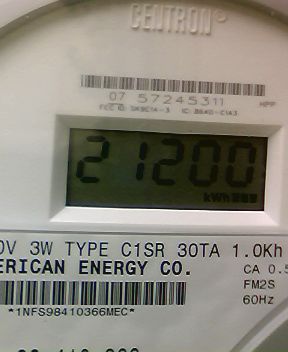 CENTRON®
07 57245311
HPP
21200
kWh
0V 3W TYPE C1SR 30TA 1.0Kh
ERICAN ENERGY CO.
CA 0.5
FM2S
*1NFS98410366MEC*
60Hz